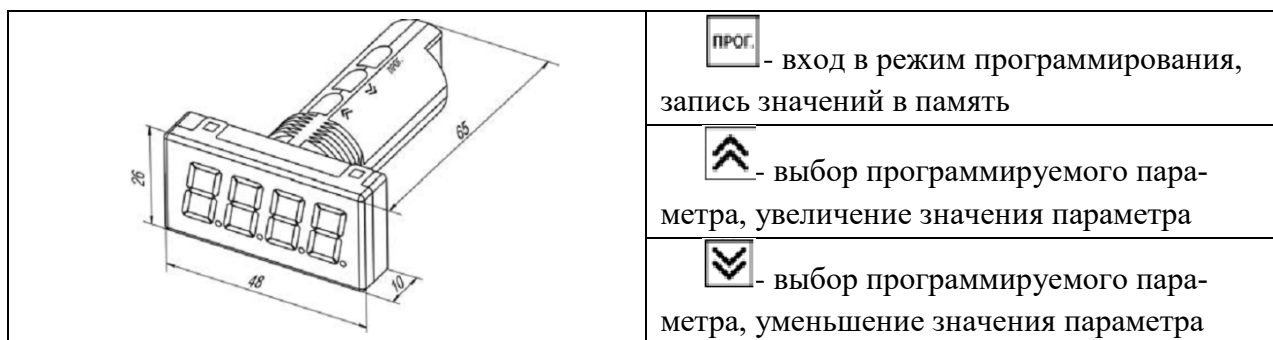 ПРОГ.
65
26
48
10
ПРОГ. - вход в режим программирования,
запись значений в память
- выбор программируемого пара-
метра, увеличение значения параметра
- выбор программируемого пара-
метра, уменьшение значения параметра